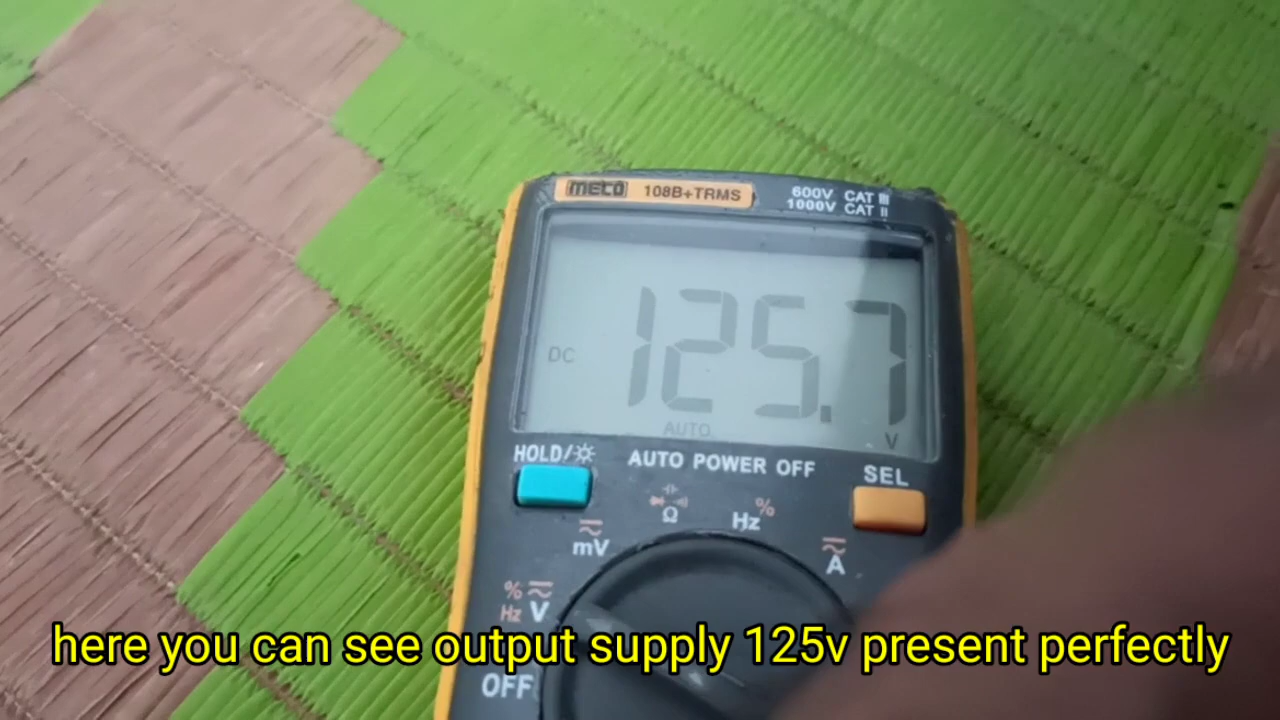 METO 108B+TRMS
600V CAT III
1000V CAT II
DC 125.7
AUTO V
HOLD/☼ AUTO POWER OFF SEL
Ω Hz %
mV A
% Hz V
OFF
here you can see output supply 125v present perfectly